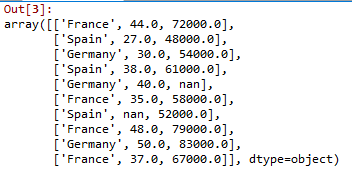 Out[3]:
array([['France', 44.0, 72000.0],
['Spain', 27.0, 48000.0],
['Germany', 30.0, 54000.0],
['Spain', 38.0, 61000.0],
['Germany', 40.0, nan],
['France', 35.0, 58000.0],
['Spain', nan, 52000.0],
['France', 48.0, 79000.0],
['Germany', 50.0, 83000.0],
['France', 37.0, 67000.0]], dtype=object)